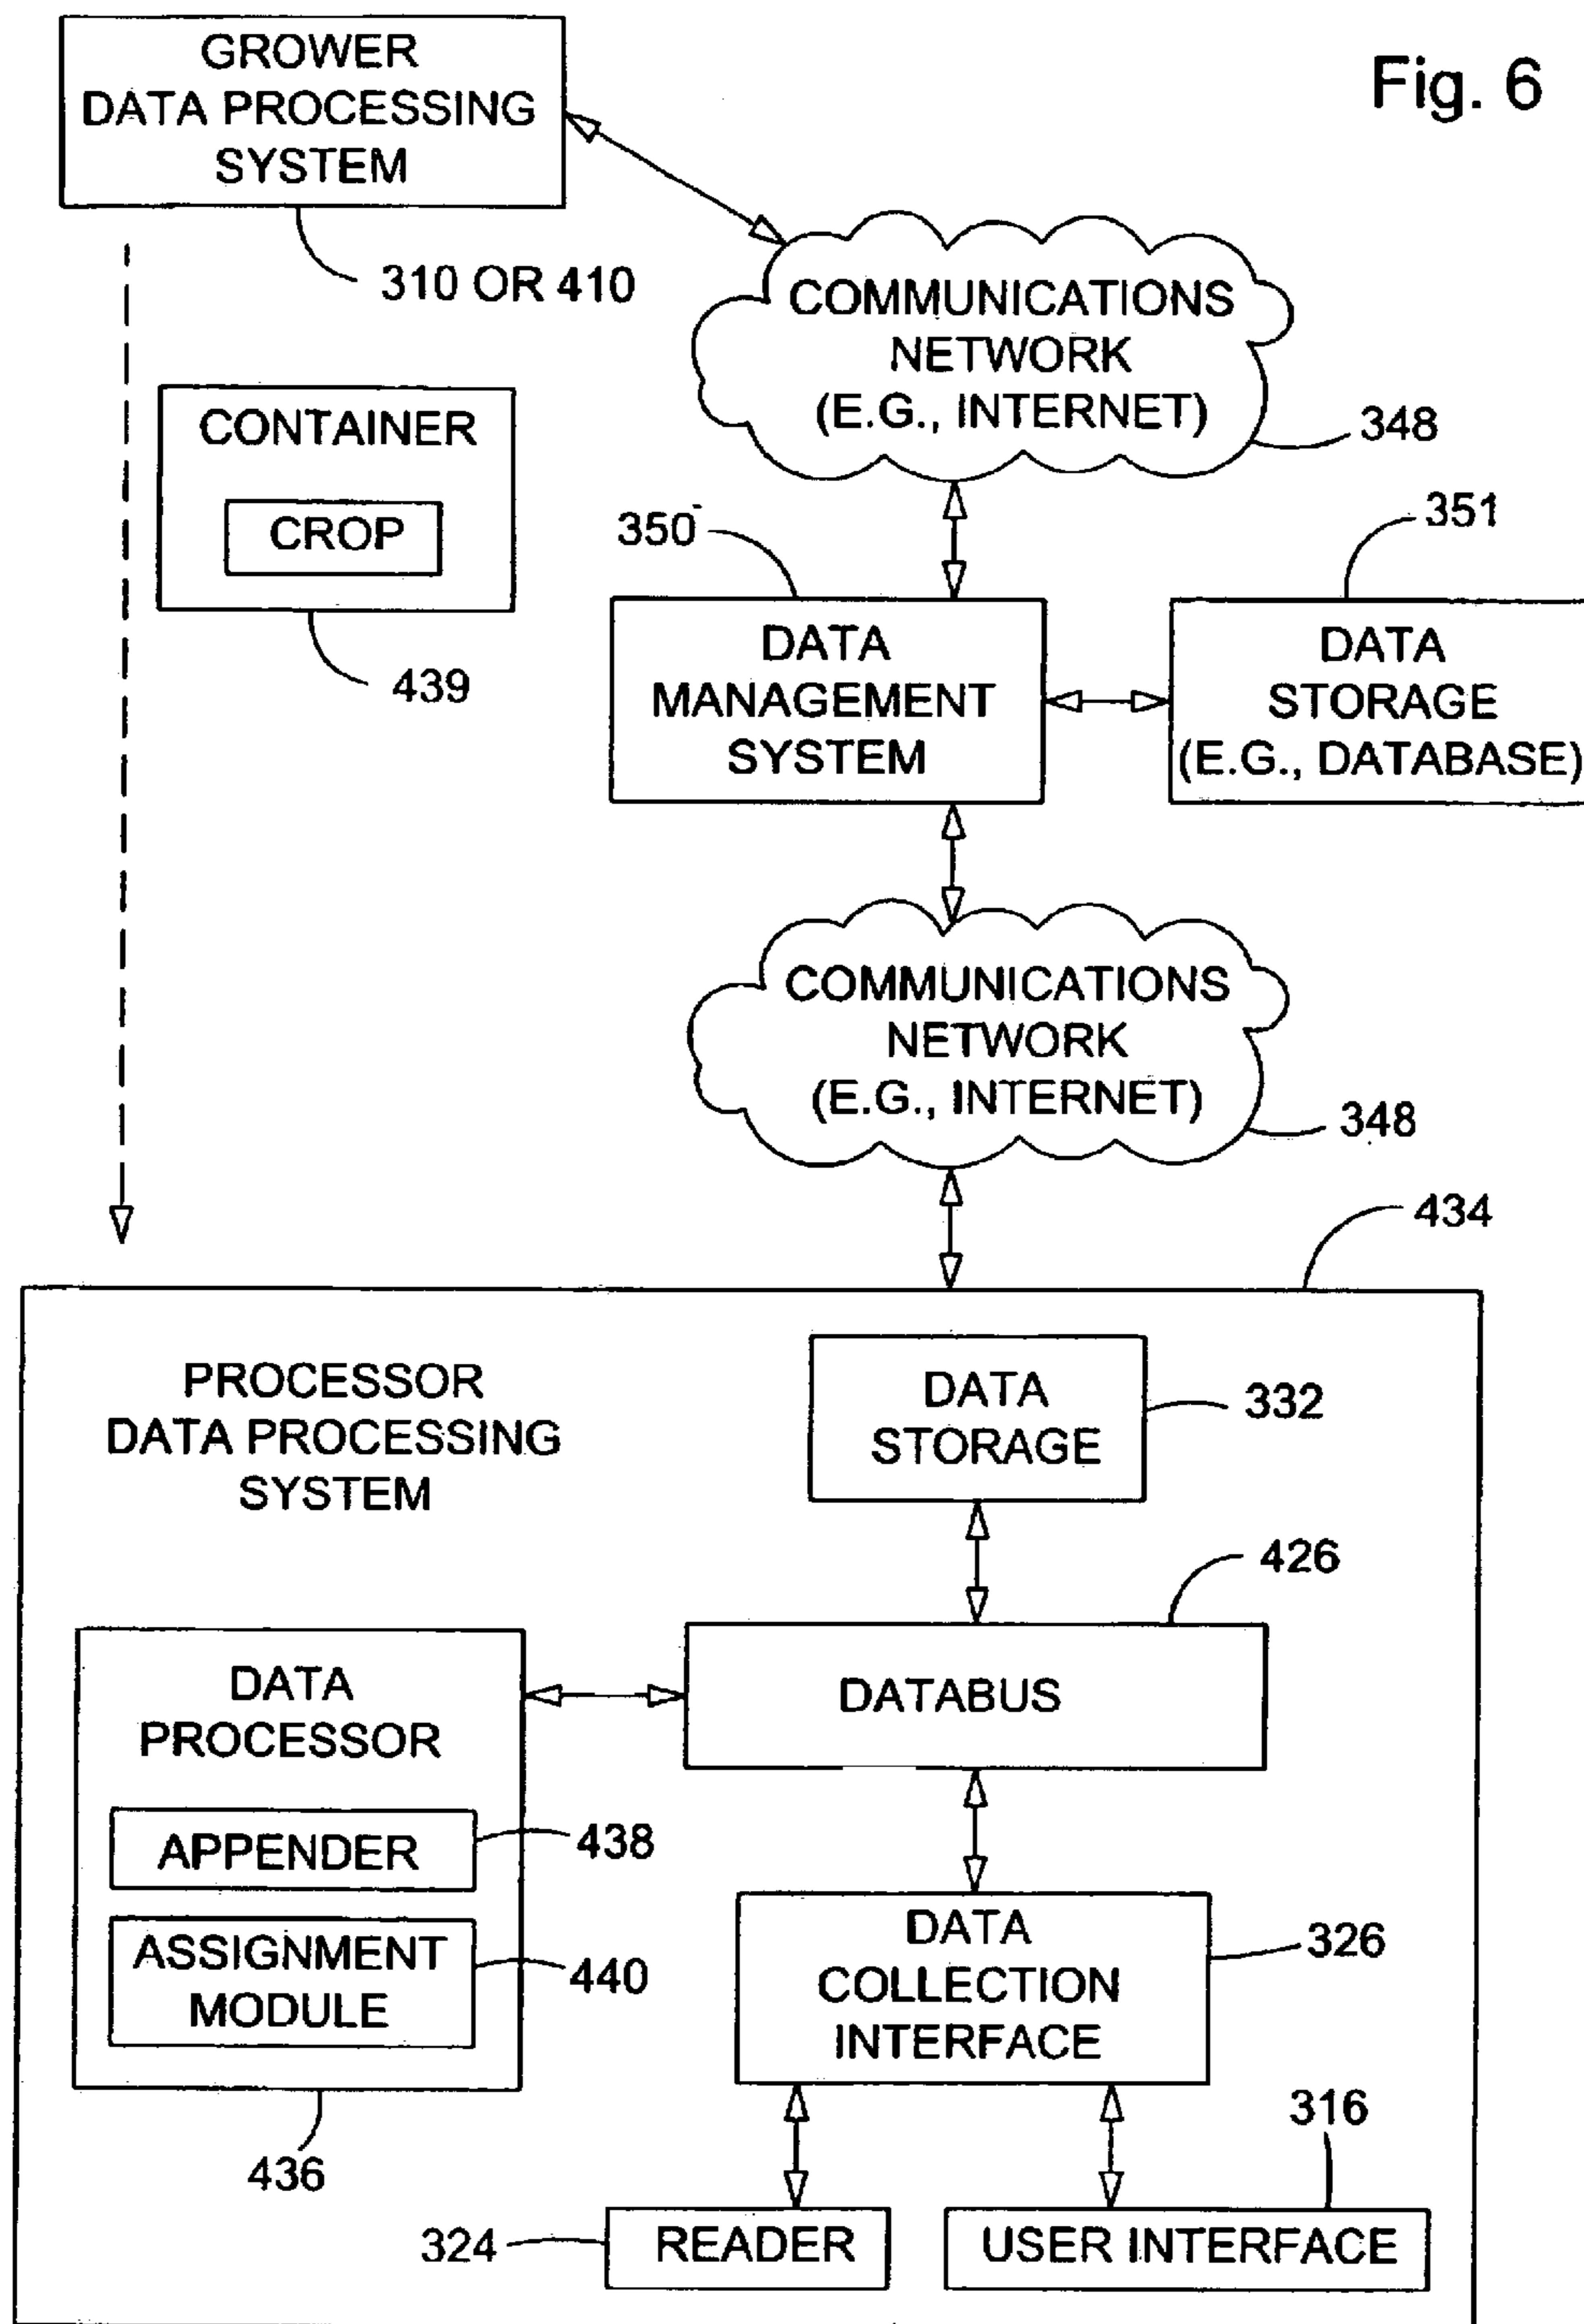 Fig. 6
GROWER
DATA PROCESSING
SYSTEM
310 OR 410
COMMUNICATIONS
NETWORK
(E.G., INTERNET)
348
CONTAINER
CROP
439
350
351
DATA
MANAGEMENT
SYSTEM
DATA
STORAGE
(E.G., DATABASE)
COMMUNICATIONS
NETWORK
(E.G., INTERNET)
348
434
PROCESSOR
DATA PROCESSING
SYSTEM
DATA
STORAGE
332
426
DATABUS
DATA
PROCESSOR
APPENDER
438
ASSIGNMENT
MODULE
440
436
DATA
COLLECTION
INTERFACE
326
316
324
READER
USER INTERFACE